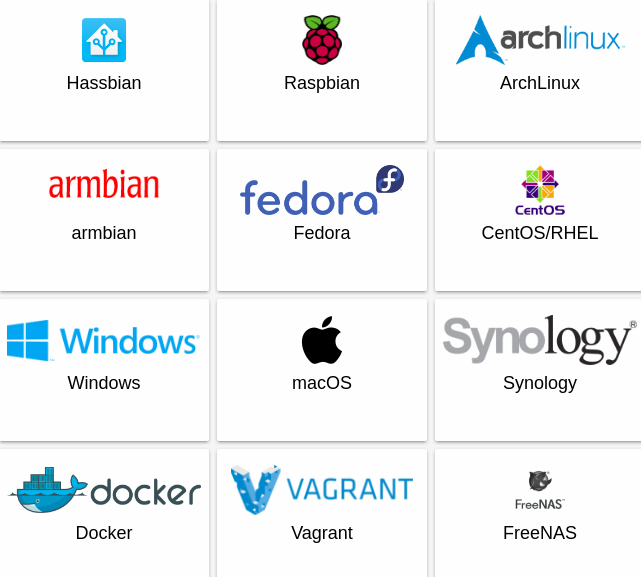 archlinux
Hassbian
Raspbian
ArchLinux
armbian
fedora
CentOS
armbian
Fedora
CentOS/RHEL
Windows
Synology®
Windows
macOS
Synology
docker
VAGRANT
FreeNAS
Docker
Vagrant
FreeNAS